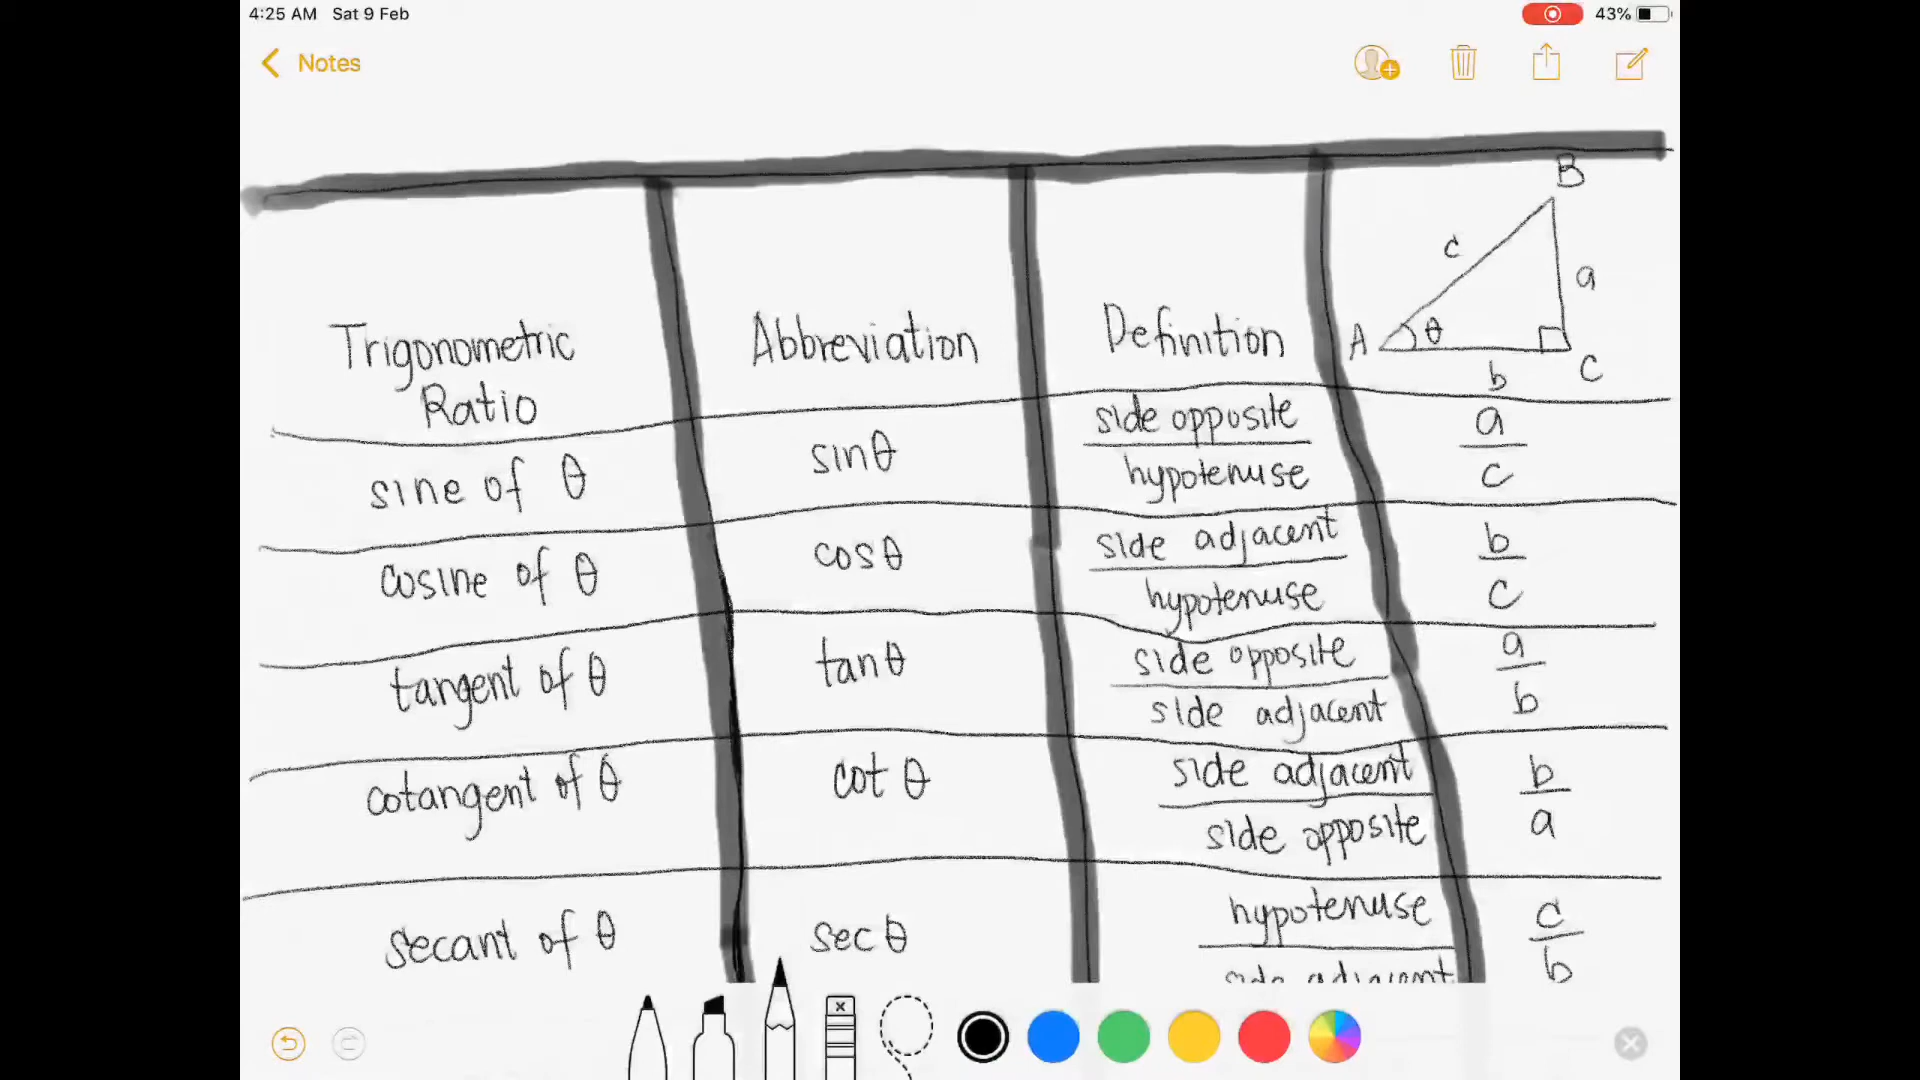 4:25 AM Sat 9 Feb
43%
Notes
B
c
a
A θ
b C
Trigonometric
Ratio
Abbreviation
Definition
sine of θ
sinθ
side opposite
hypotenuse
a
c
cosine of θ
cosθ
side adjacent
hypotenuse
b
c
tangent of θ
tanθ
side opposite
side adjacent
a
b
cotangent of θ
cot θ
side adjacent
side opposite
b
a
secant of θ
sec θ
hypotenuse
side adjacent
c
b